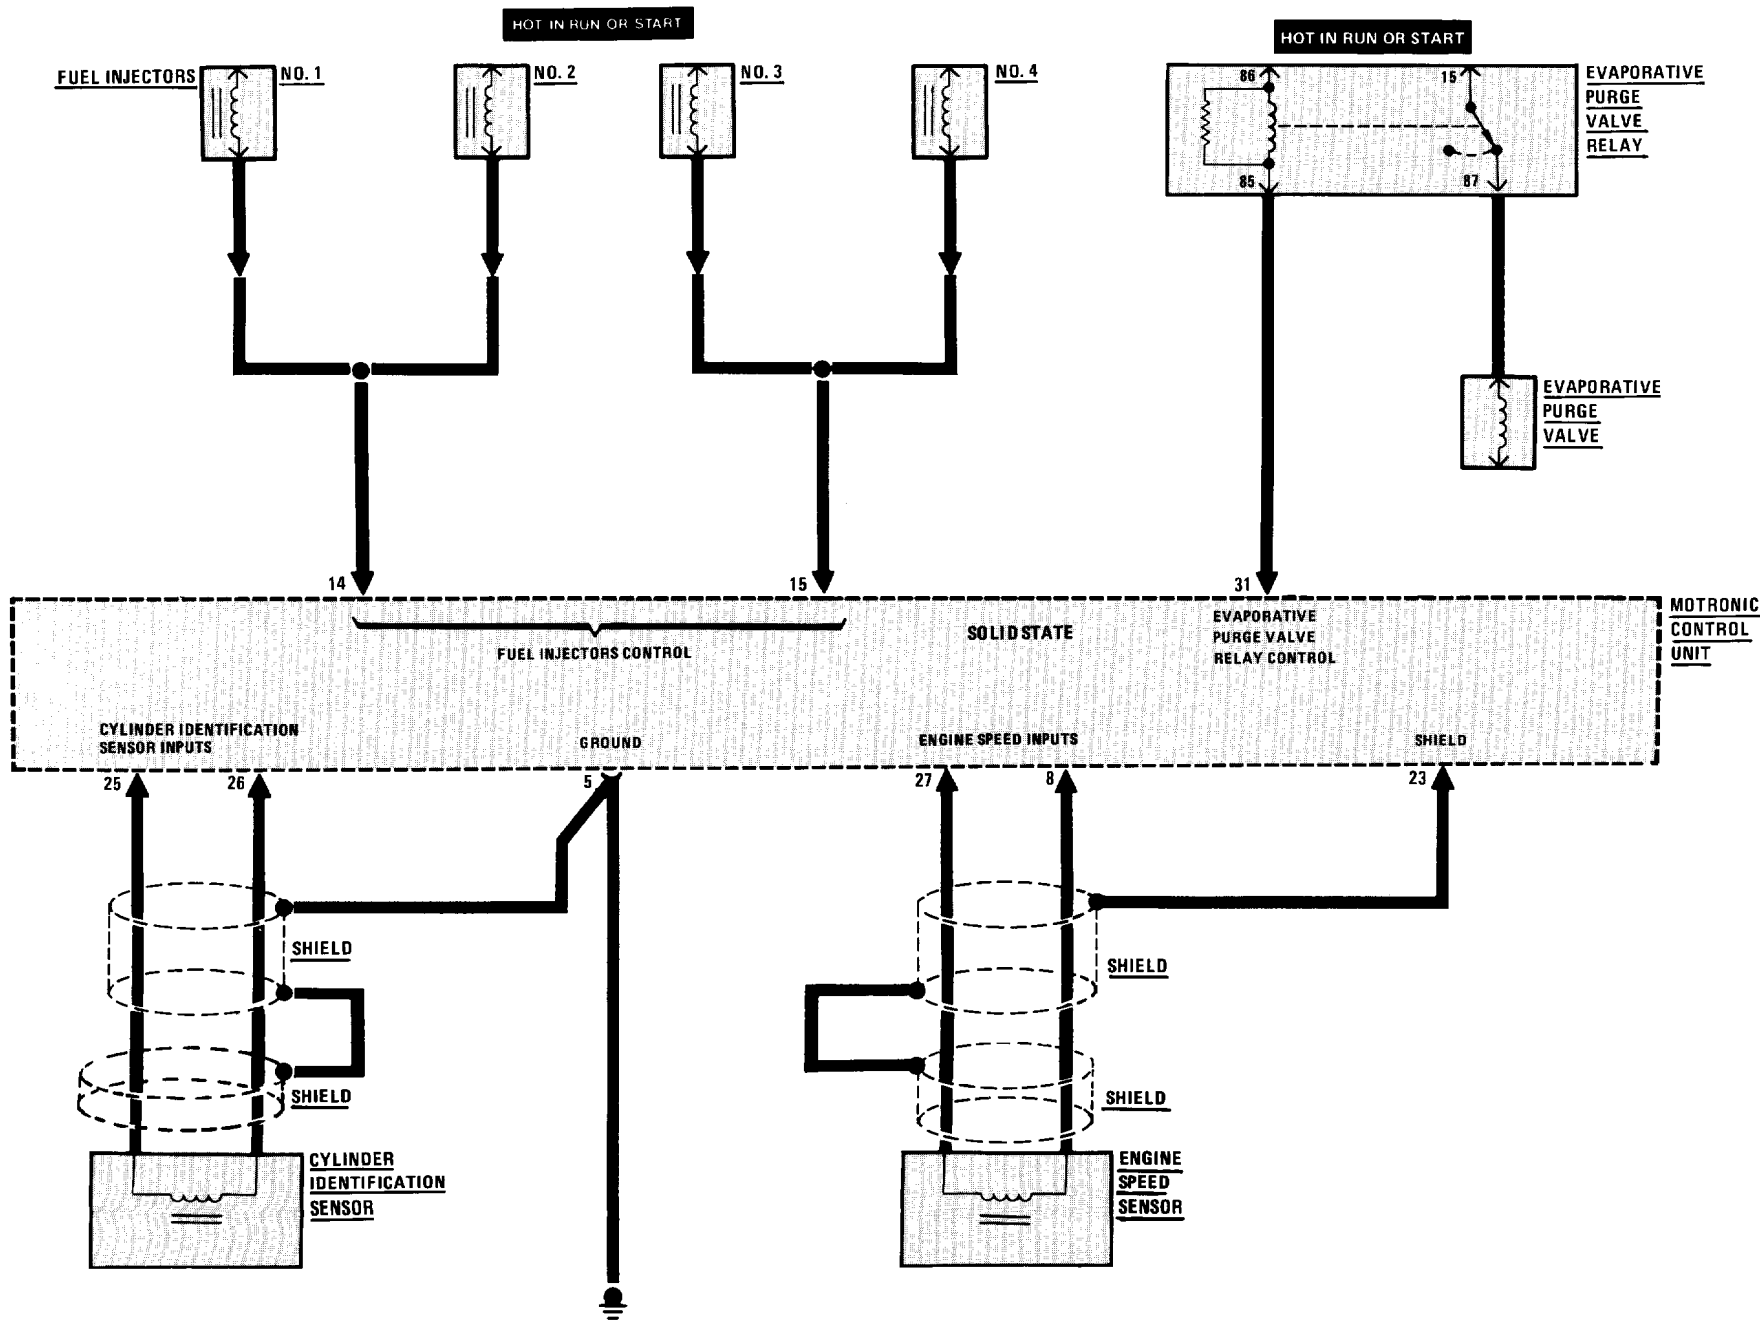 HOT IN RUN OR START
HOT IN RUN OR START
FUEL INJECTORS
NO. 1
NO. 2
NO. 3
NO. 4
86
15
85
87
EVAPORATIVE
PURGE
VALVE
RELAY
EVAPORATIVE
PURGE
VALVE
14
15
31
MOTRONIC
CONTROL
UNIT
FUEL INJECTORS CONTROL
SOLID STATE
EVAPORATIVE
PURGE VALVE
RELAY CONTROL
CYLINDER IDENTIFICATION
SENSOR INPUTS
GROUND
ENGINE SPEED INPUTS
SHIELD
25
26
5
27
8
23
SHIELD
SHIELD
SHIELD
SHIELD
CYLINDER
IDENTIFICATION
SENSOR
ENGINE
SPEED
SENSOR